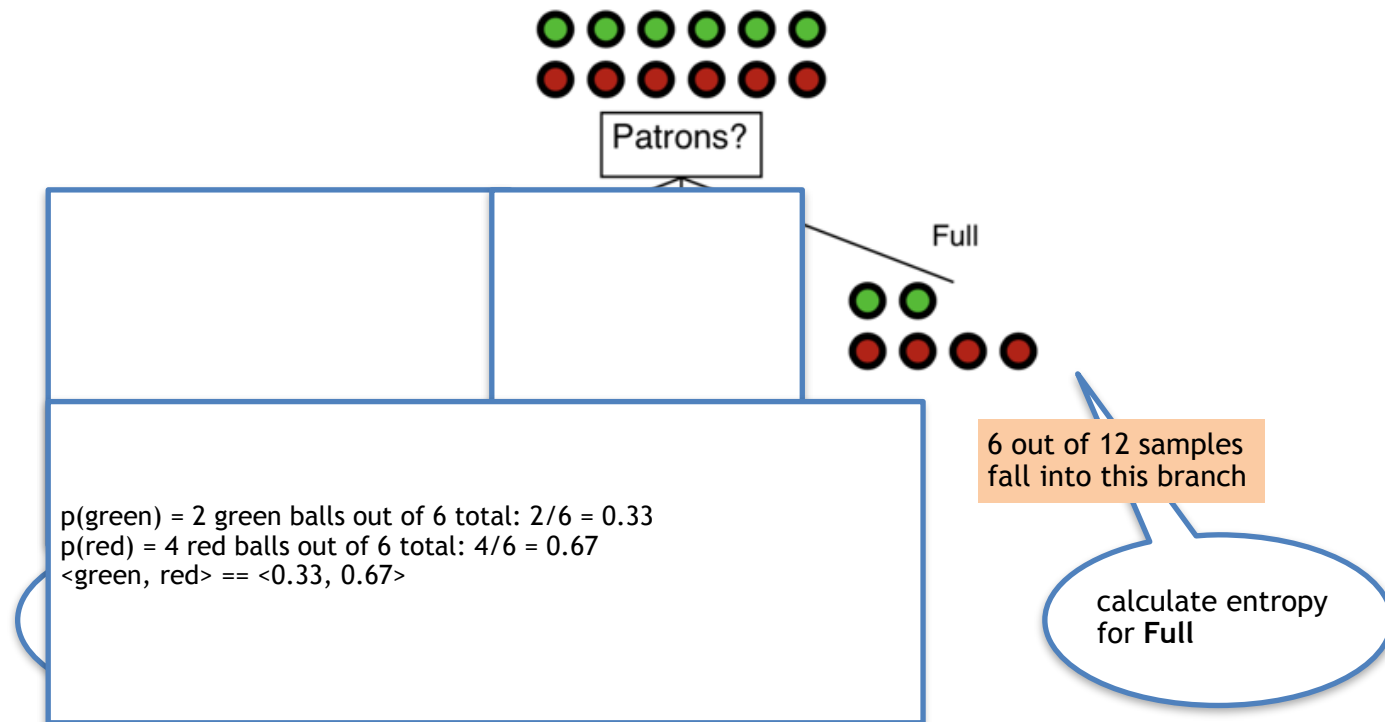 Patrons?
Full
6 out of 12 samples
fall into this branch
p(green) = 2 green balls out of 6 total: 2/6 = 0.33
p(red) = 4 red balls out of 6 total: 4/6 = 0.67
<green, red> == <0.33, 0.67>
calculate entropy
for Full